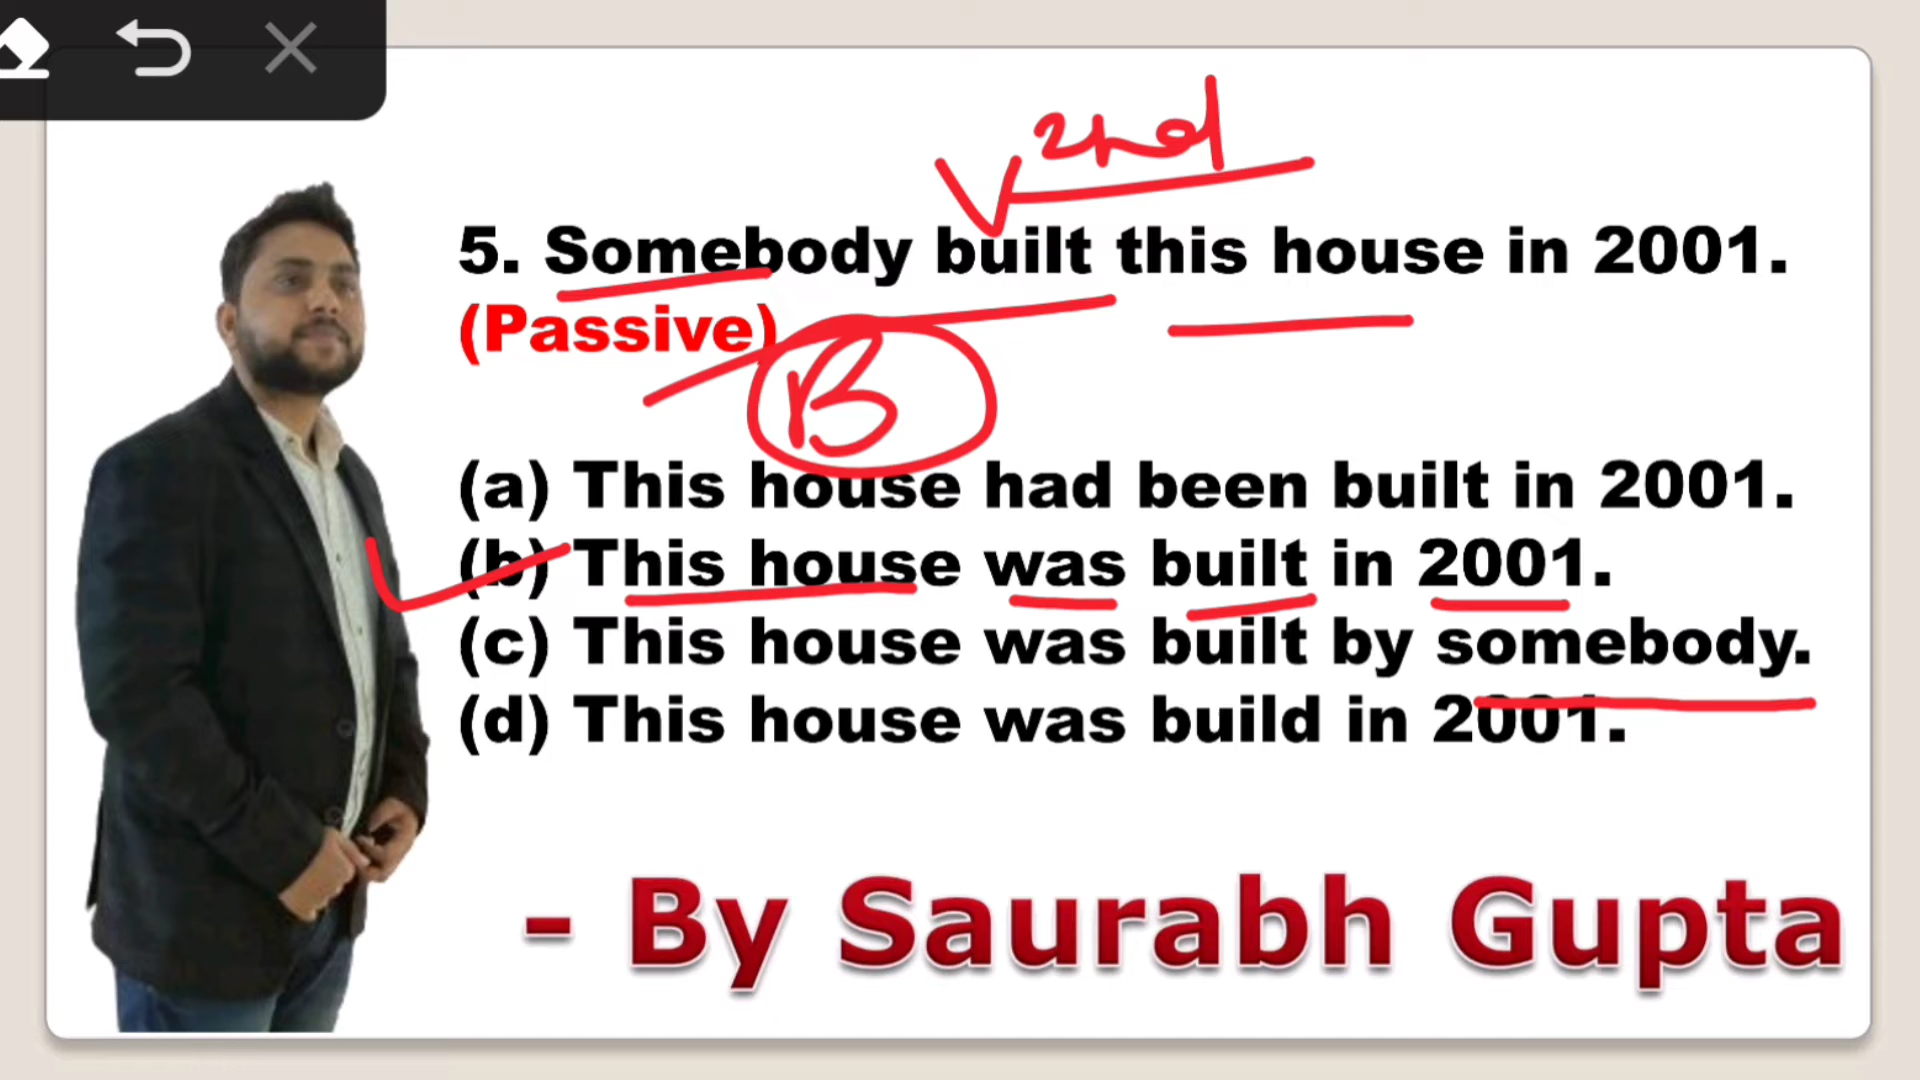 V 2nd
5. Somebody built this house in 2001.
(Passive)
B
(a) This house had been built in 2001.
(b) This house was built in 2001.
(c) This house was built by somebody.
(d) This house was build in 2001.
- By Saurabh Gupta